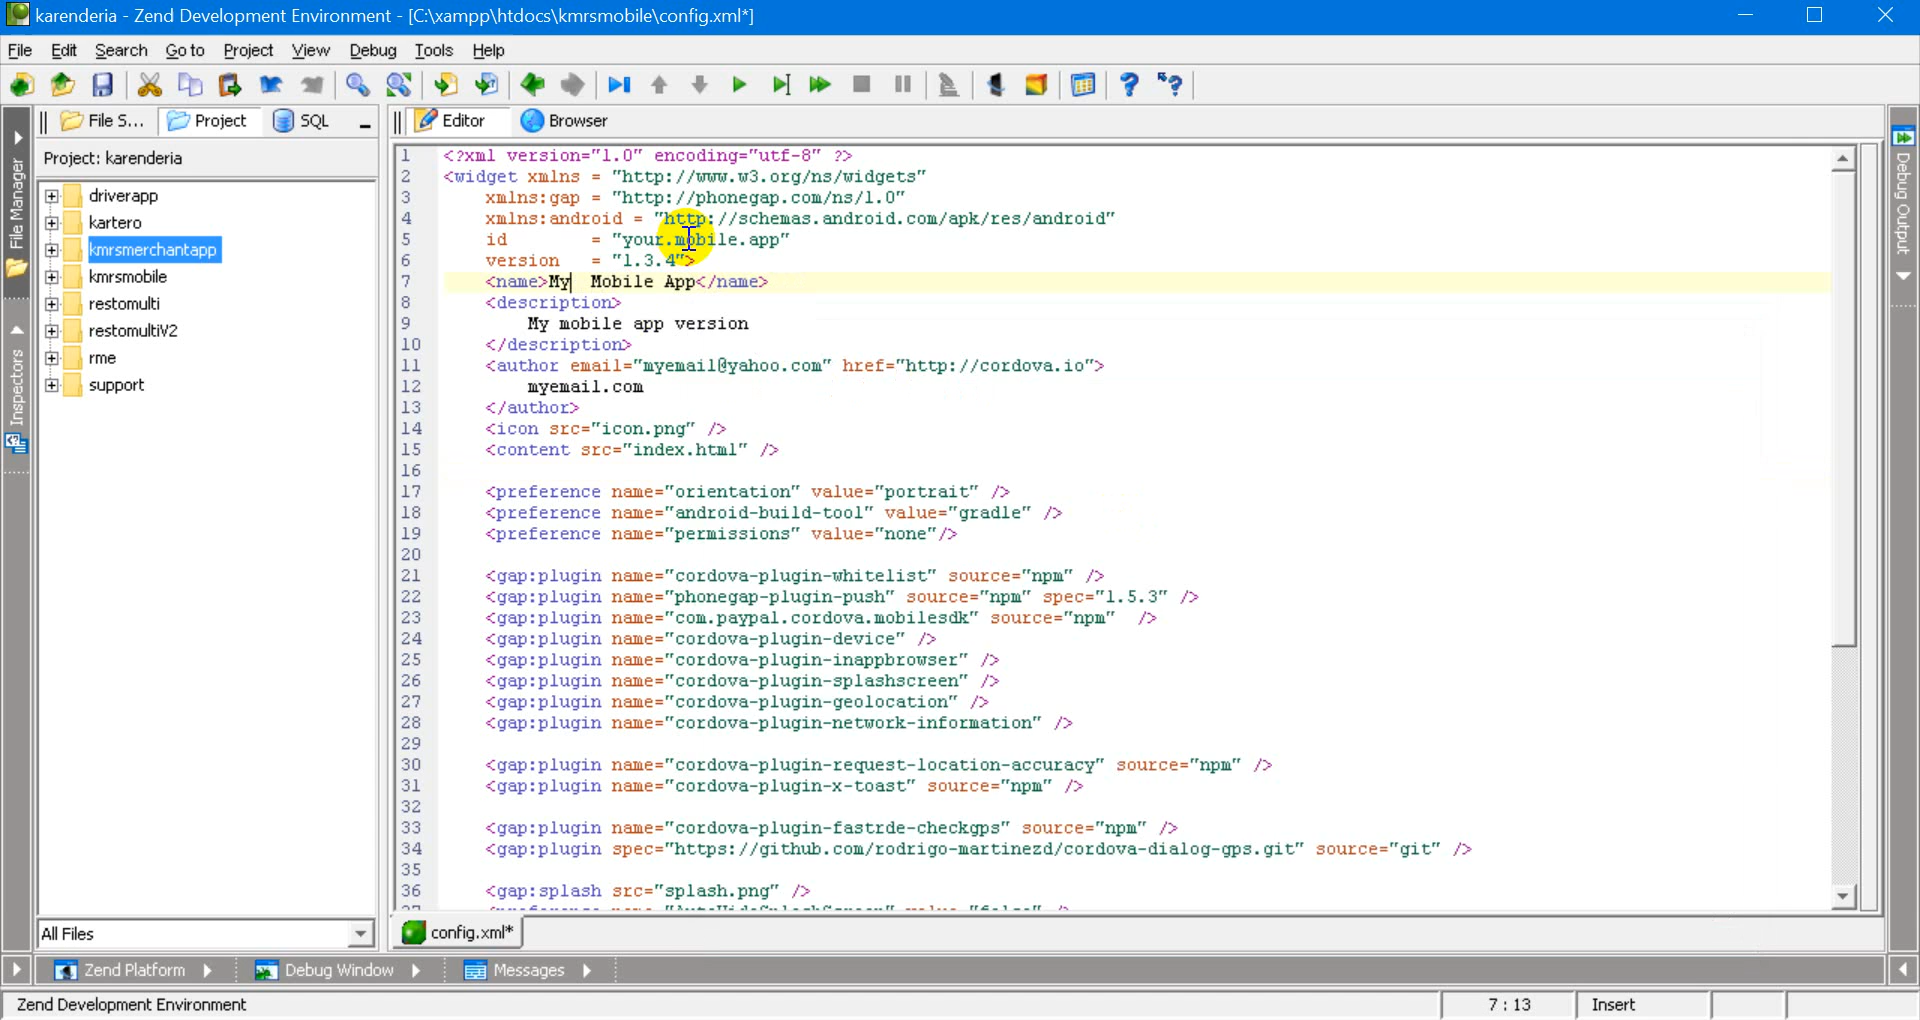 karenderia - Zend Development Environment - [C:\xampp\htdocs\kmrsmobile\config.xml*]
File Edit Search Go to Project View Debug Tools Help
File S... Project SQL
Editor Browser
Project: karenderia
driverapp
kartero
kmrsmerchantapp
kmrsmobile
restomulti
restomultiV2
rme
support
All Files
File Manager
Inspectors
1 <?xml version="1.0" encoding="utf-8" ?>
2 <widget xmlns = "http://www.w3.org/ns/widgets"
3 xmlns:gap = "http://phonegap.com/ns/1.0"
4 xmlns:android = "http://schemas.android.com/apk/res/android"
5 id = "your.mobile.app"
6 version = "1.3.4">
7 <name>My Mobile App</name>
8 <description>
9 My mobile app version
10 </description>
11 <author email="myemail@yahoo.com" href="http://cordova.io">
12 myemail.com
13 </author>
14 <icon src="icon.png" />
15 <content src="index.html" />
16
17 <preference name="orientation" value="portrait" />
18 <preference name="android-build-tool" value="gradle" />
19 <preference name="permissions" value="none"/>
20
21 <gap:plugin name="cordova-plugin-whitelist" source="npm" />
22 <gap:plugin name="phonegap-plugin-push" source="npm" spec="1.5.3" />
23 <gap:plugin name="com.paypal.cordova.mobilesdk" source="npm" />
24 <gap:plugin name="cordova-plugin-device" />
25 <gap:plugin name="cordova-plugin-inappbrowser" />
26 <gap:plugin name="cordova-plugin-splashscreen" />
27 <gap:plugin name="cordova-plugin-geolocation" />
28 <gap:plugin name="cordova-plugin-network-information" />
29
30 <gap:plugin name="cordova-plugin-request-location-accuracy" source="npm" />
31 <gap:plugin name="cordova-plugin-x-toast" source="npm" />
32
33 <gap:plugin name="cordova-plugin-fastrde-checkgps" source="npm" />
34 <gap:plugin spec="https://github.com/rodrigo-martinezd/cordova-dialog-gps.git" source="git" />
35
36 <gap:splash src="splash.png" />
Debug Output
config.xml*
Zend Platform Debug Window Messages
Zend Development Environment 7 : 13 Insert